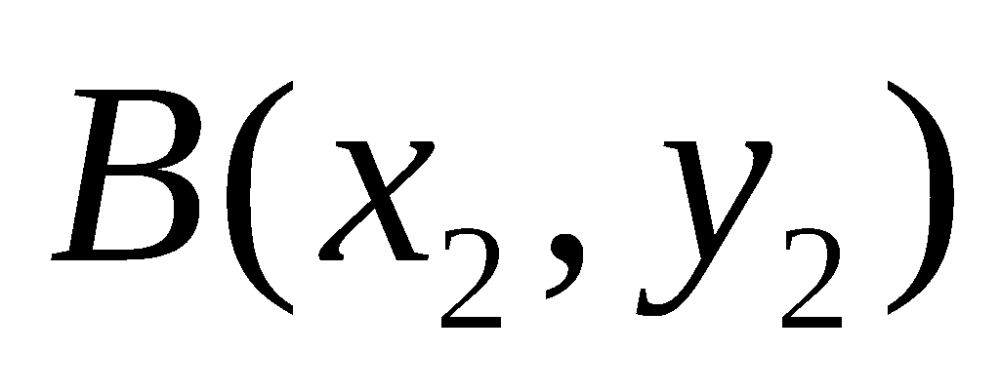 B(x₂, y₂)